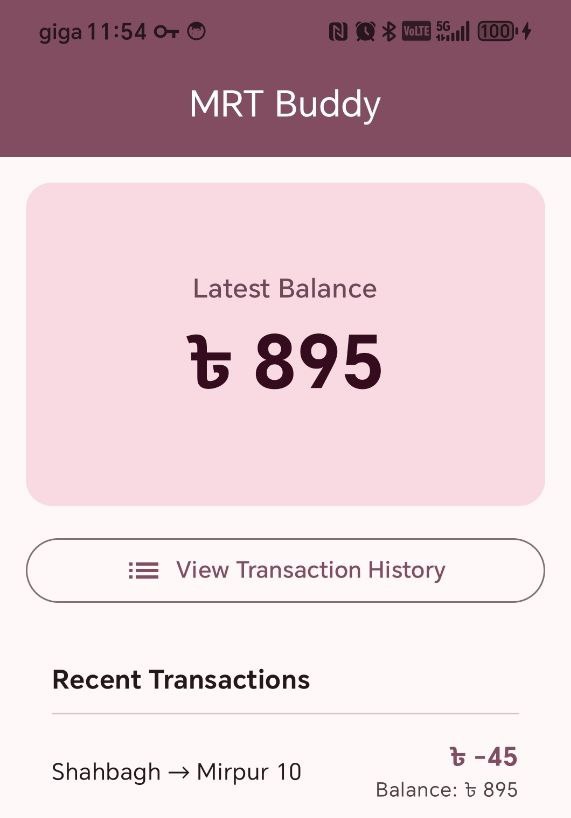 giga 11:54 VoLTE 5G 100
MRT Buddy
Latest Balance
৳ 895
View Transaction History
Recent Transactions
Shahbagh → Mirpur 10
৳ -45
Balance: ৳ 895